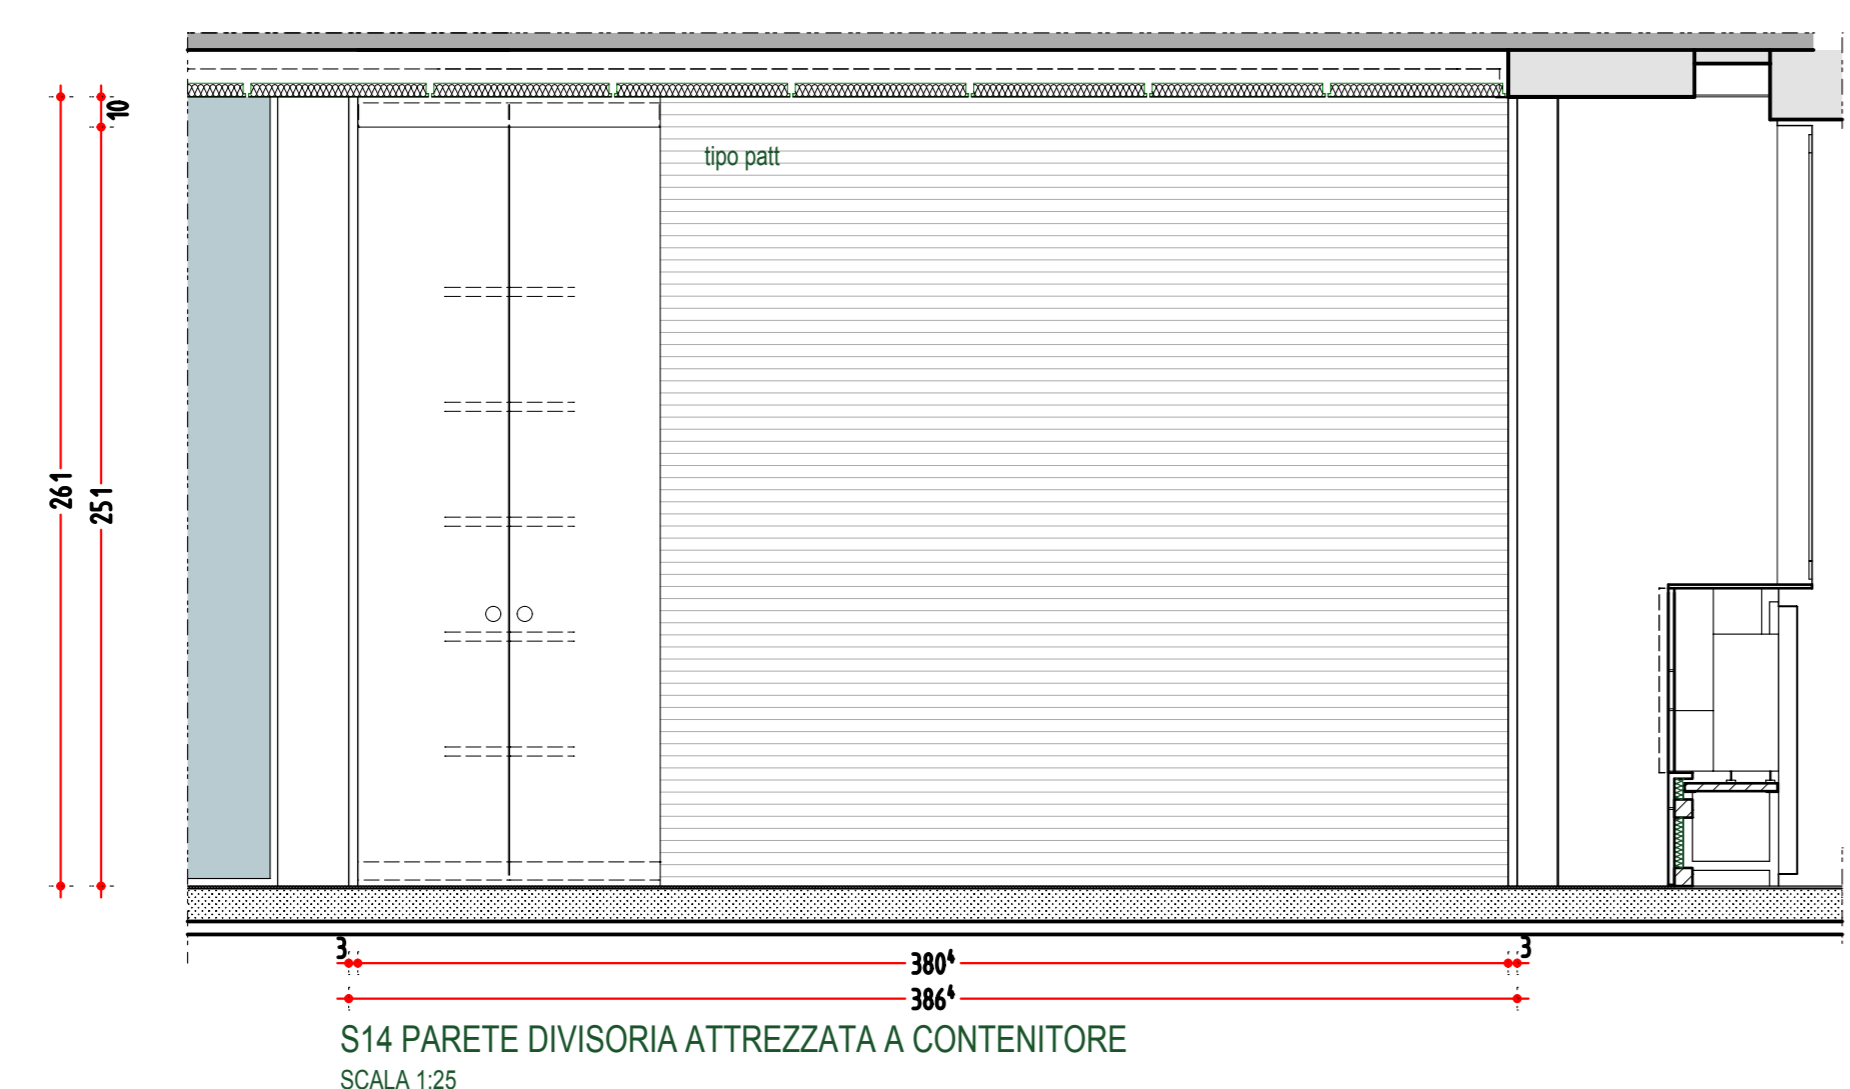 10
tipo patt
261
251
3
380⁴
3
386⁴
S14 PARETE DIVISORIA ATTREZZATA A CONTENITORE
SCALA 1:25